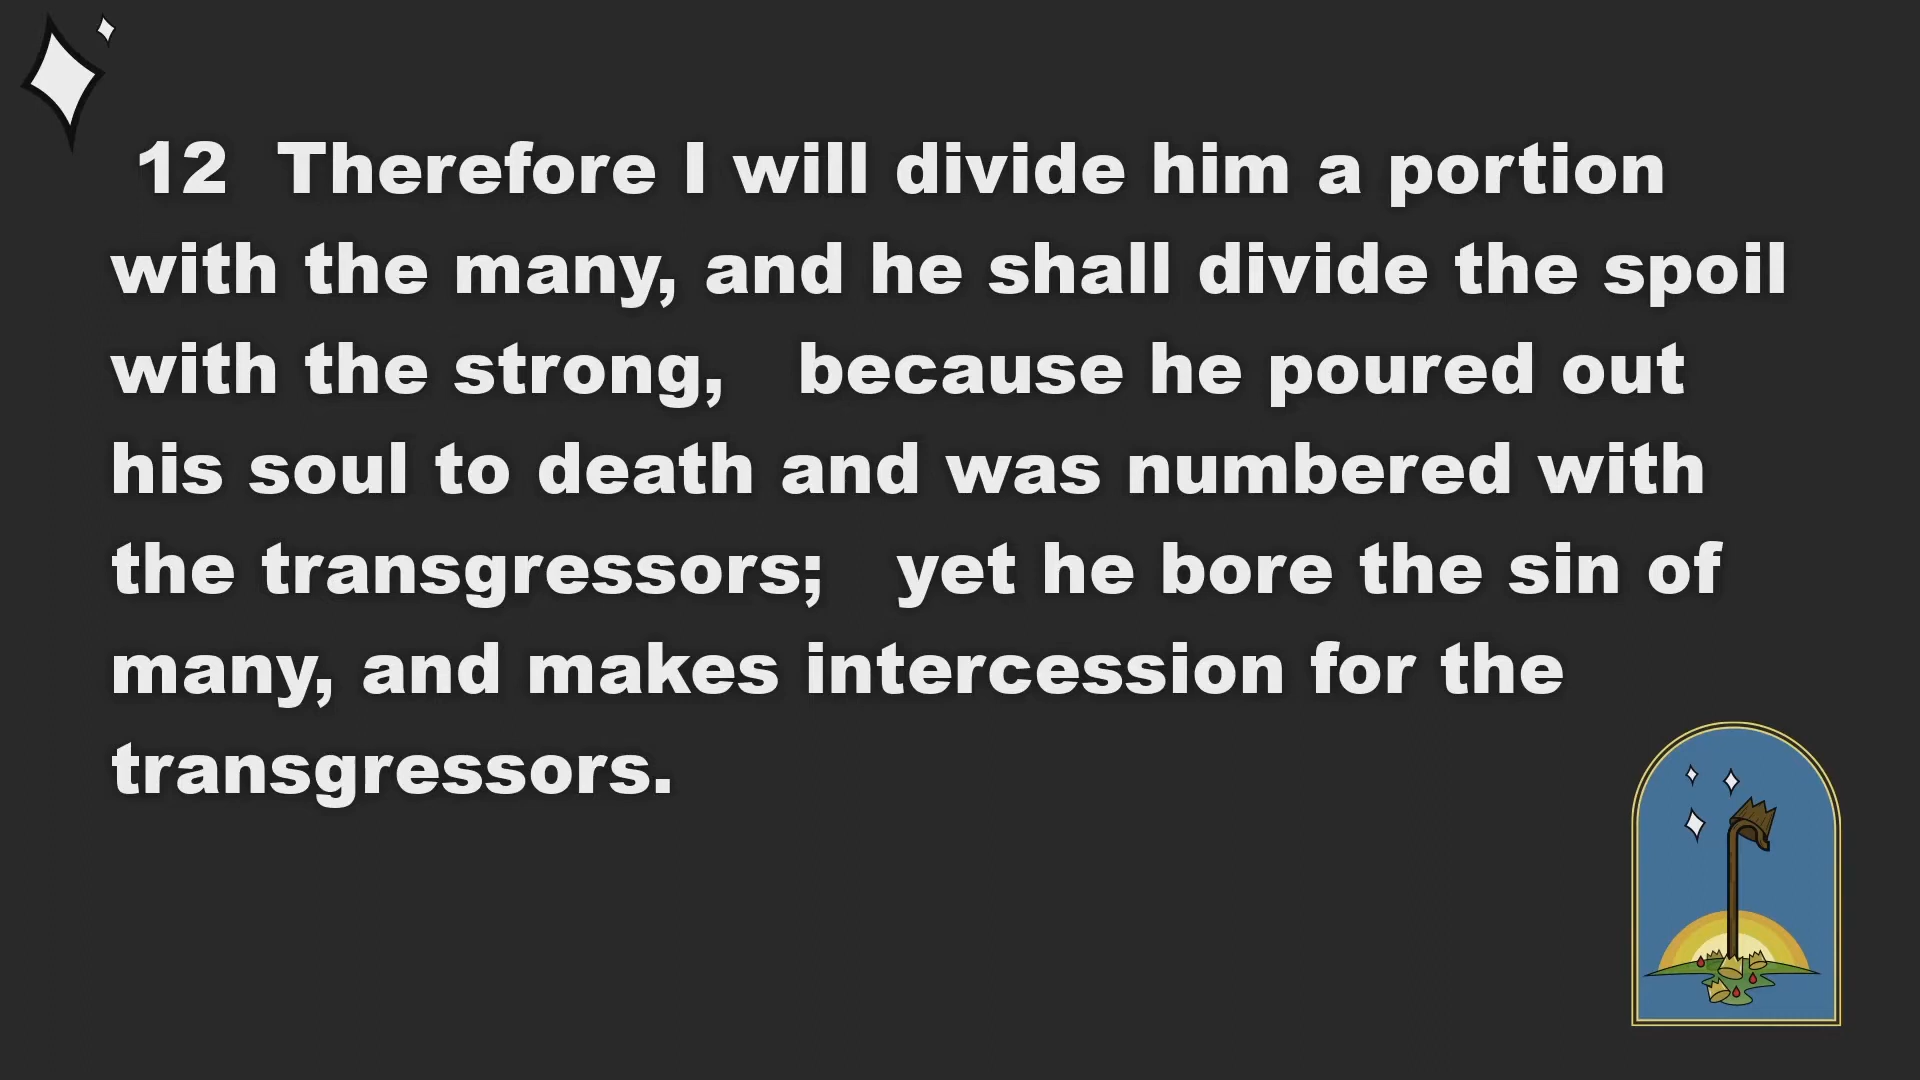 12 Therefore I will divide him a portion
with the many, and he shall divide the spoil
with the strong, because he poured out
his soul to death and was numbered with
the transgressors; yet he bore the sin of
many, and makes intercession for the
transgressors.